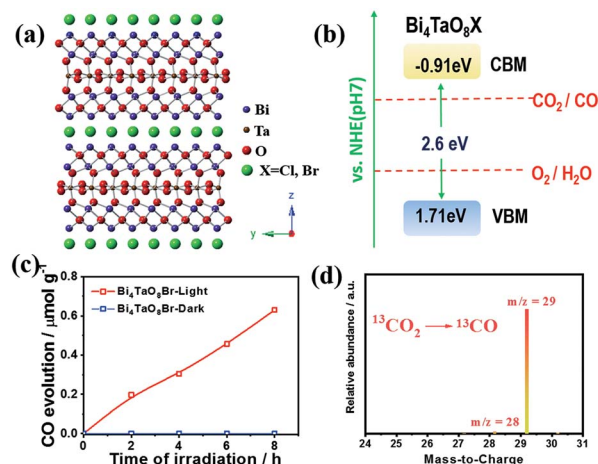 (a)
Bi
Ta
O
X=Cl, Br
z
y
(b)
Bi₄TaO₈X
-0.91eV
CBM
CO₂ / CO
2.6 eV
O₂ / H₂O
1.71eV
VBM
vs. NHE(pH7)
(c)
CO evolution / μmol g⁻¹
0.8
0.6
0.4
0.2
0.0
Bi₄TaO₈Br-Light
Bi₄TaO₈Br-Dark
0 2 4 6 8
Time of irradiation / h
(d)
Relative abundance / a.u.
¹³CO₂ → ¹³CO
m/z = 29
m/z = 28
24 25 26 27 28 29 30 31
Mass-to-Charge